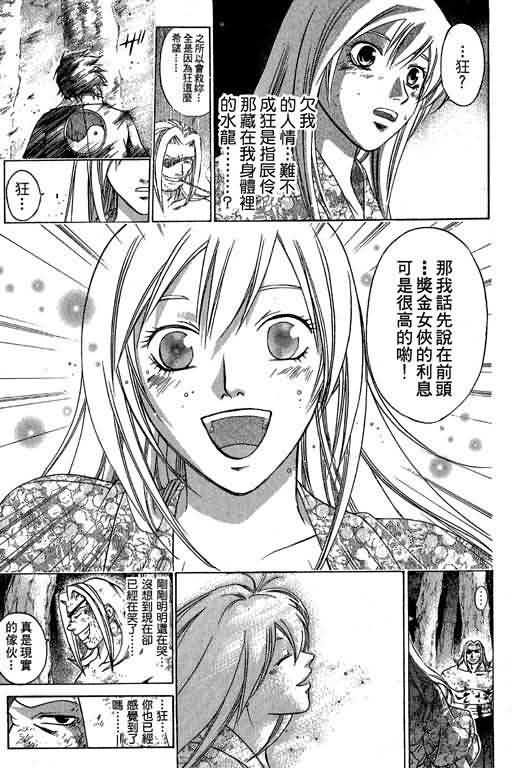 …狂?
欠我
的人情…難不
成狂是指辰伶
那藏在我身體裡
的水龍………?
之所以會救妳…
全是因為狂這麼
希望……
狂…
那我話先說在前頭
…獎金女俠的利息
可是很高的喲!
…
剛剛明明還在哭…
沒想到現在卻
已經在笑了…
真是現實
的傢伙…
…狂…
你也已經
感覺到了
嗎……